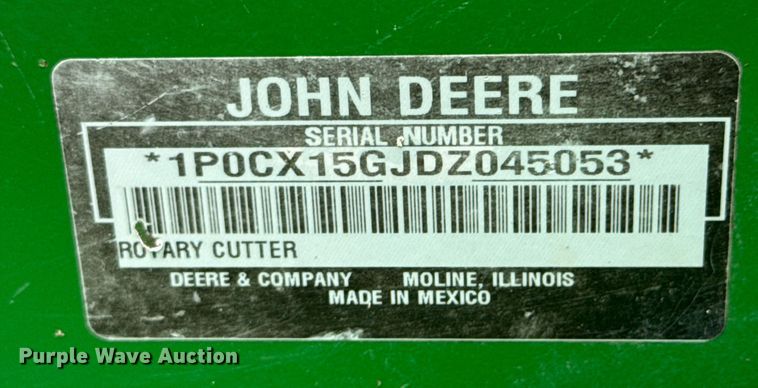 JOHN DEERE
SERIAL NUMBER
*1P0CX15GJDZ045053*
ROTARY CUTTER
DEERE & COMPANY MOLINE, ILLINOIS
MADE IN MEXICO
Purple Wave Auction